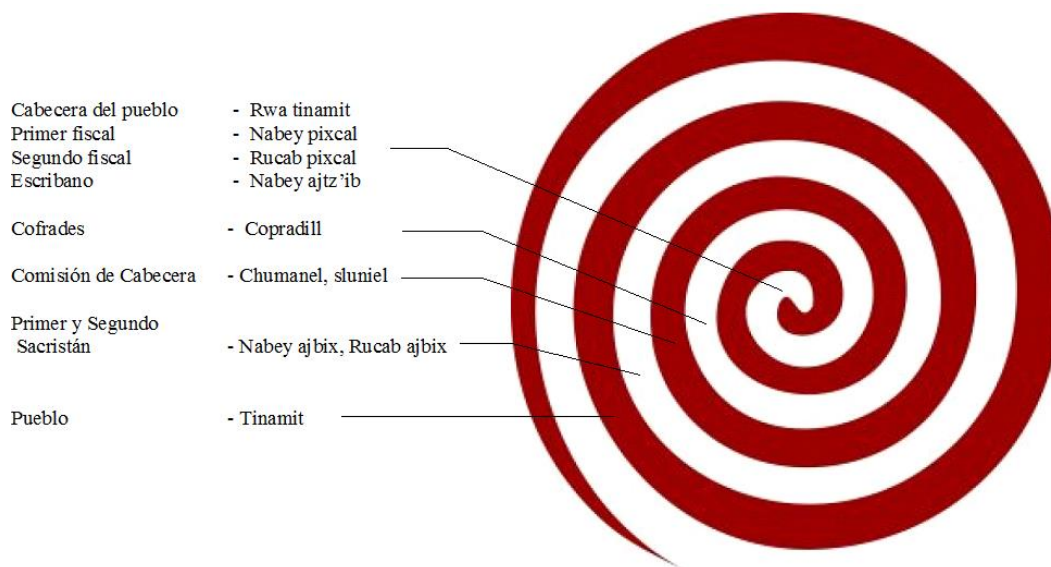 Cabecera del pueblo - Rwa tinamit
Primer fiscal - Nabey pixcal
Segundo fiscal - Rucab pixcal
Escribano - Nabey ajtz’ib
Cofrades - Copradill
Comisión de Cabecera - Chumanel, sluniel
Primer y Segundo
Sacristán - Nabey ajbix, Rucab ajbix
Pueblo - Tinamit